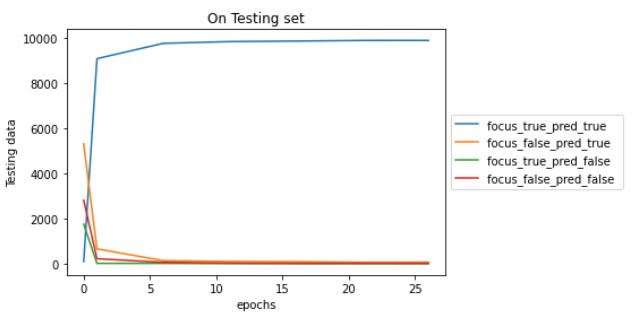 On Testing set
10000
8000
6000
4000
2000
0
Testing data
0 5 10 15 20 25
epochs
focus_true_pred_true
focus_false_pred_true
focus_true_pred_false
focus_false_pred_false